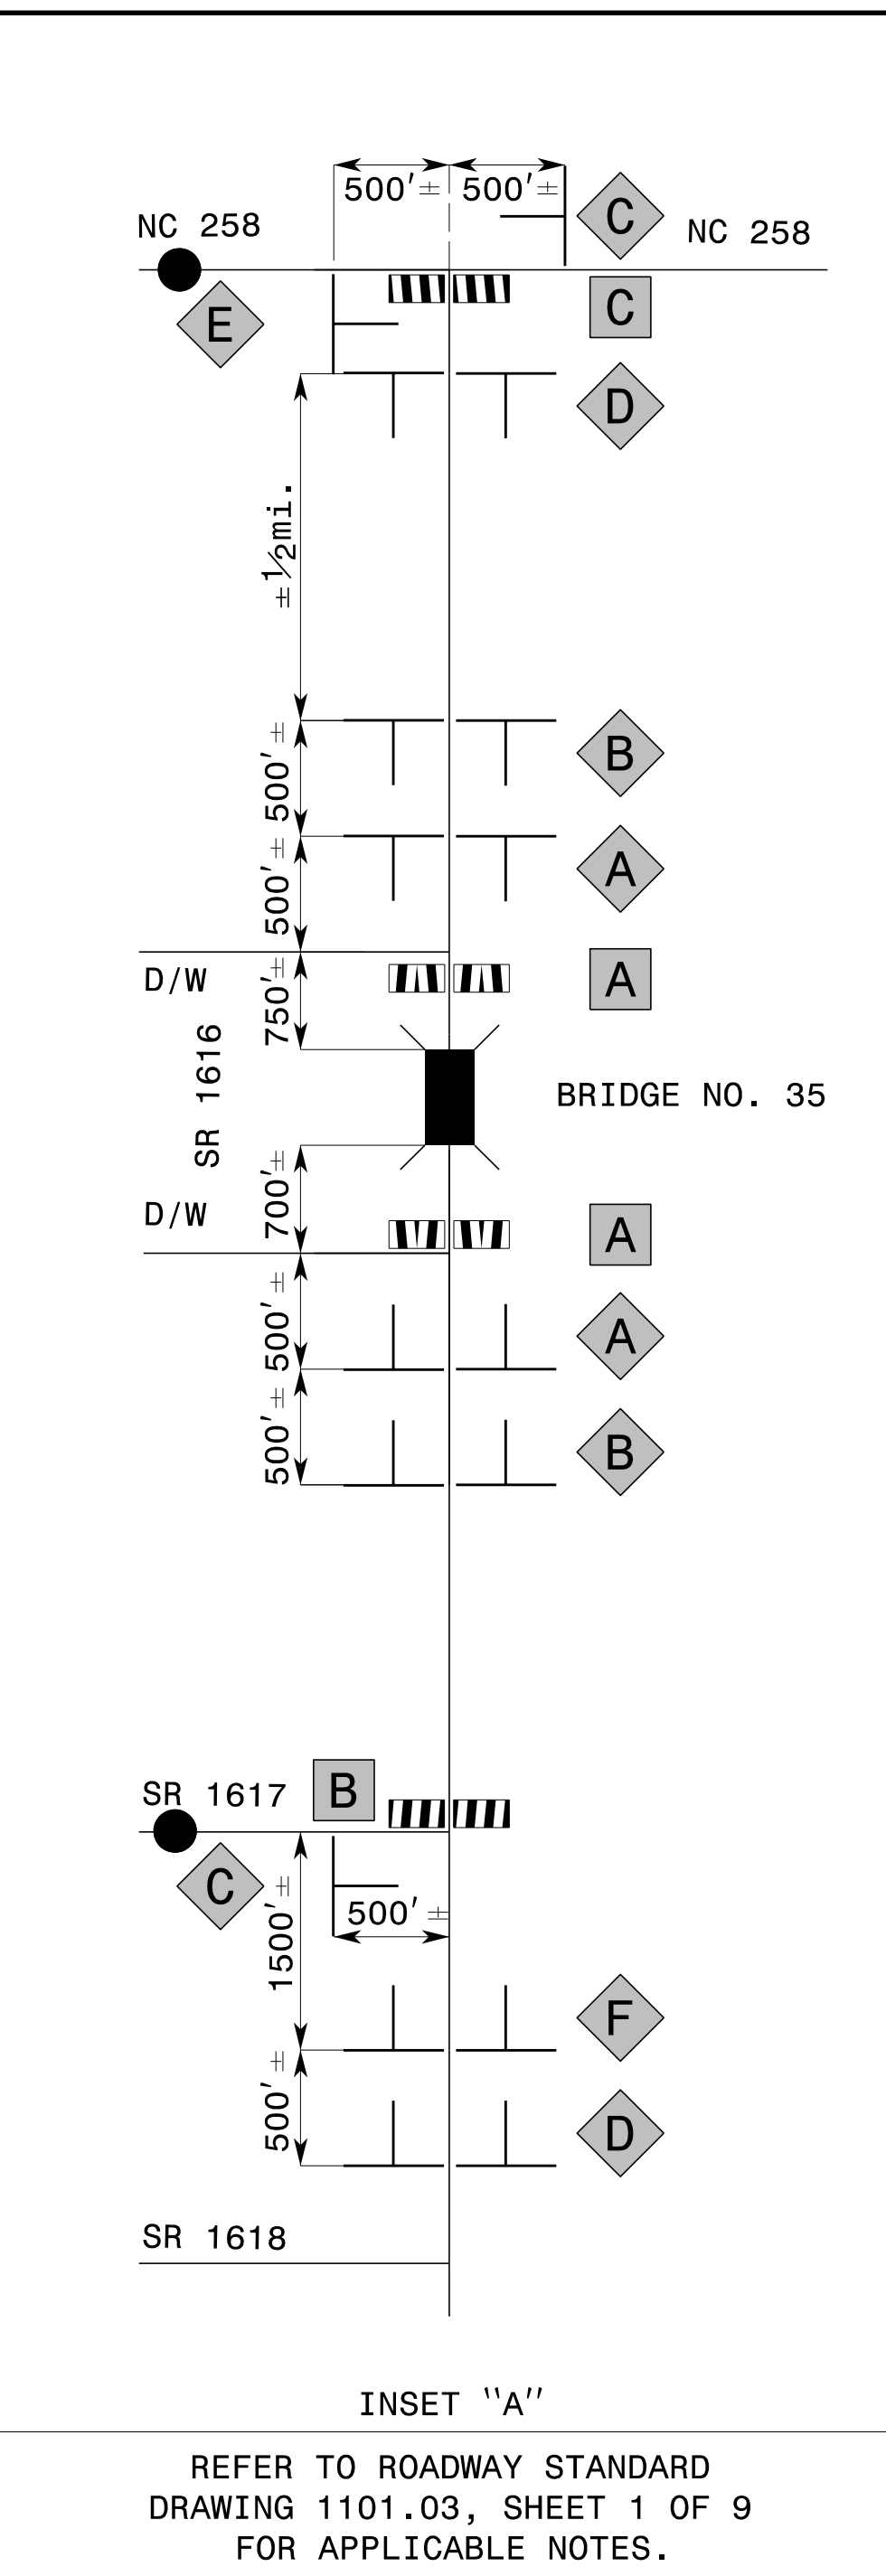 500'± 500'±
C
NC 258
NC 258
E
C
D
±1/2mi.
B
500'±
A
500'±
D/W
750'±
A
SR 1616
BRIDGE NO. 35
700'±
D/W
A
500'±
A
500'±
B
SR 1617
B
C
1500'±
500'±
F
500'±
D
SR 1618
INSET "A"
REFER TO ROADWAY STANDARD
DRAWING 1101.03, SHEET 1 OF 9
FOR APPLICABLE NOTES.